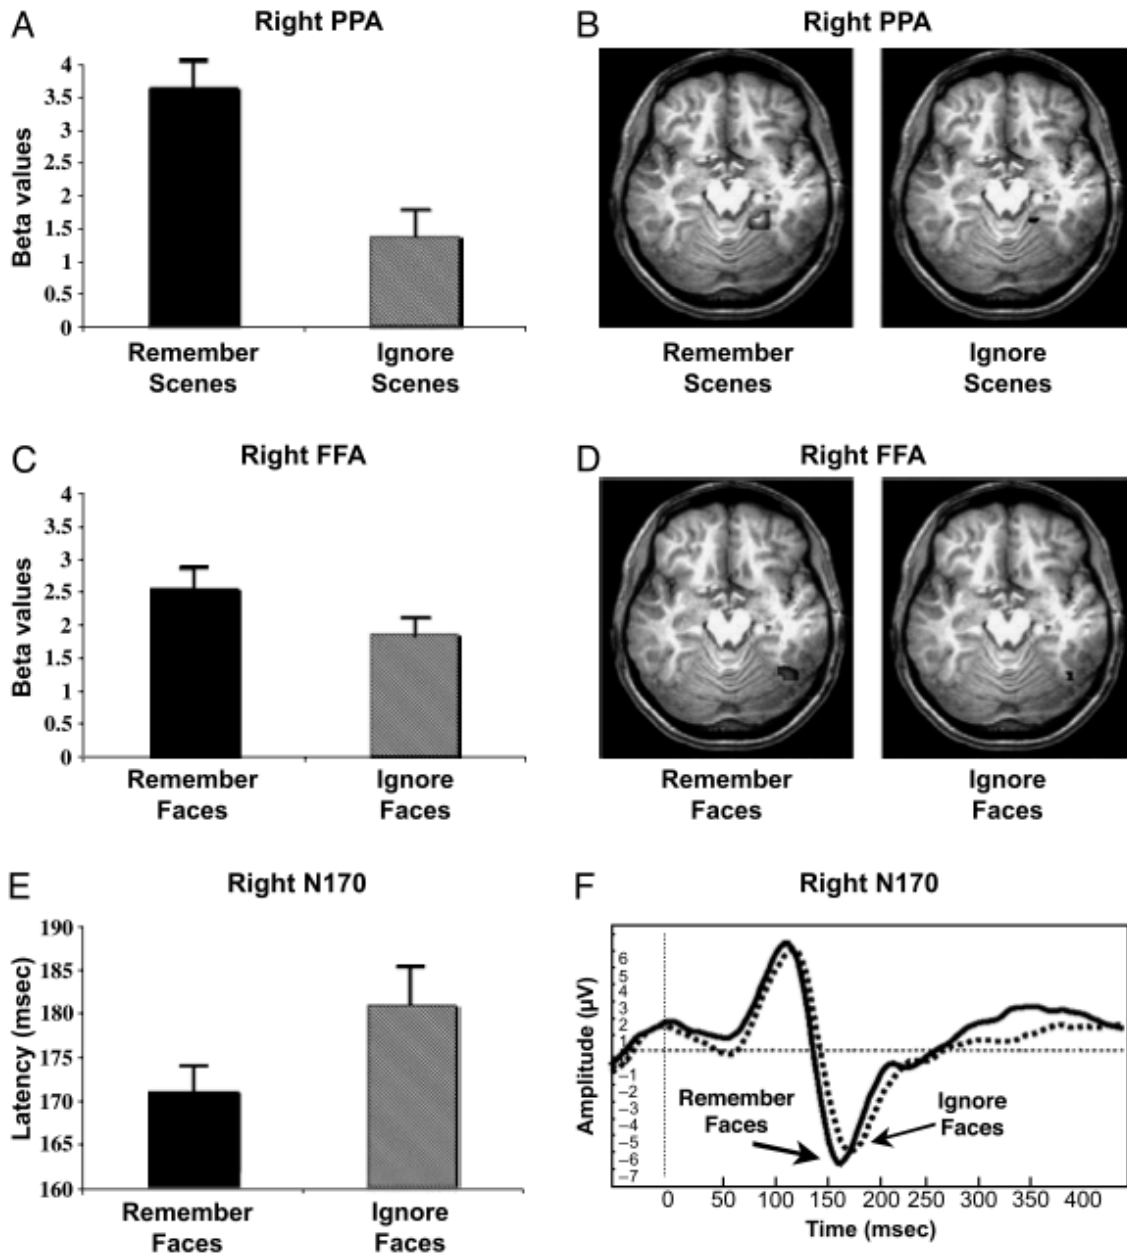 A
Right PPA
Beta values
4
3.5
3
2.5
2
1.5
1
0.5
0
Remember
Scenes
Ignore
Scenes
B
Right PPA
Remember
Scenes
Ignore
Scenes
C
Right FFA
Beta values
4
3.5
3
2.5
2
1.5
1
0.5
0
Remember
Faces
Ignore
Faces
D
Right FFA
Remember
Faces
Ignore
Faces
E
Right N170
Latency (msec)
190
185
180
175
170
165
160
Remember
Faces
Ignore
Faces
F
Right N170
Amplitude (µV)
6
5
4
3
2
1
–1
–2
–3
–4
–5
–6
–7
Remember
Faces
Ignore
Faces
0 50 100 150 200 250 300 350 400
Time (msec)